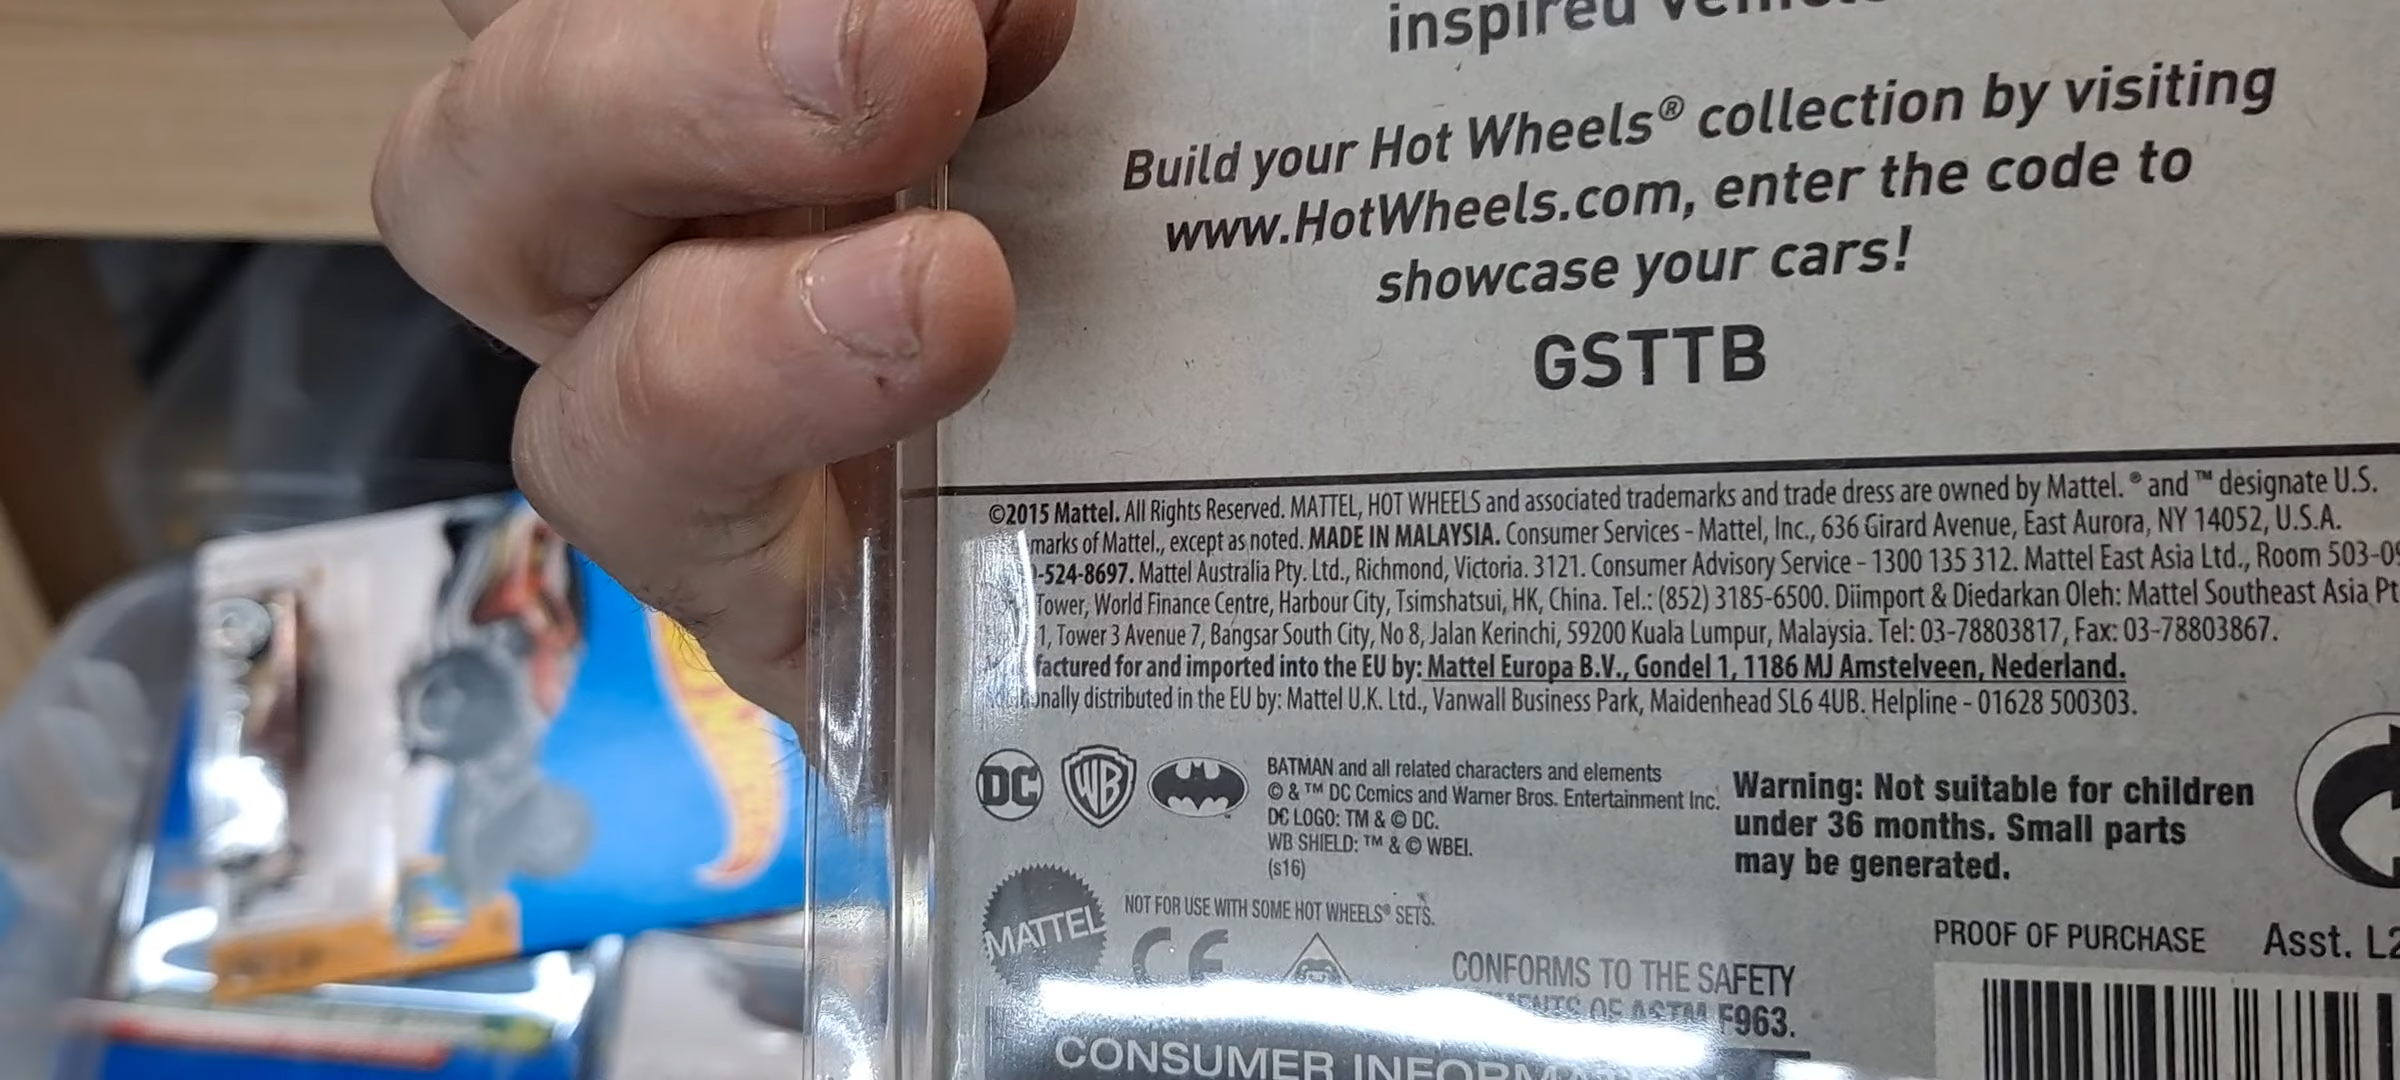 inspired
Build your Hot Wheels® collection by visiting
www.HotWheels.com, enter the code to
showcase your cars!
GSTTB
©2015 Mattel. All Rights Reserved. MATTEL, HOT WHEELS and associated trademarks and trade dress are owned by Mattel. ® and ™ designate U.S.
marks of Mattel., except as noted. MADE IN MALAYSIA. Consumer Services - Mattel, Inc., 636 Girard Avenue, East Aurora, NY 14052, U.S.A.
-524-8697. Mattel Australia Pty. Ltd., Richmond, Victoria. 3121. Consumer Advisory Service - 1300 135 312. Mattel East Asia Ltd., Room 503-09
Tower, World Finance Centre, Harbour City, Tsimshatsui, HK, China. Tel.: (852) 3185-6500. Diimport & Diedarkan Oleh: Mattel Southeast Asia Pt
1, Tower 3 Avenue 7, Bangsar South City, No 8, Jalan Kerinchi, 59200 Kuala Lumpur, Malaysia. Tel: 03-78803817, Fax: 03-78803867.
factured for and imported into the EU by: Mattel Europa B.V., Gondel 1, 1186 MJ Amstelveen, Nederland.
onally distributed in the EU by: Mattel U.K. Ltd., Vanwall Business Park, Maidenhead SL6 4UB. Helpline - 01628 500303.
DC WB
BATMAN and all related characters and elements
© & ™ DC Comics and Warner Bros. Entertainment Inc.
DC LOGO: TM & © DC.
WB SHIELD: ™ & © WBEI.
(s16)
Warning: Not suitable for children
under 36 months. Small parts
may be generated.
MATTEL
NOT FOR USE WITH SOME HOT WHEELS® SETS.
CE
PROOF OF PURCHASE Asst. L2
CONFORMS TO THE SAFETY
OF ASTM F963.
CONSUMER